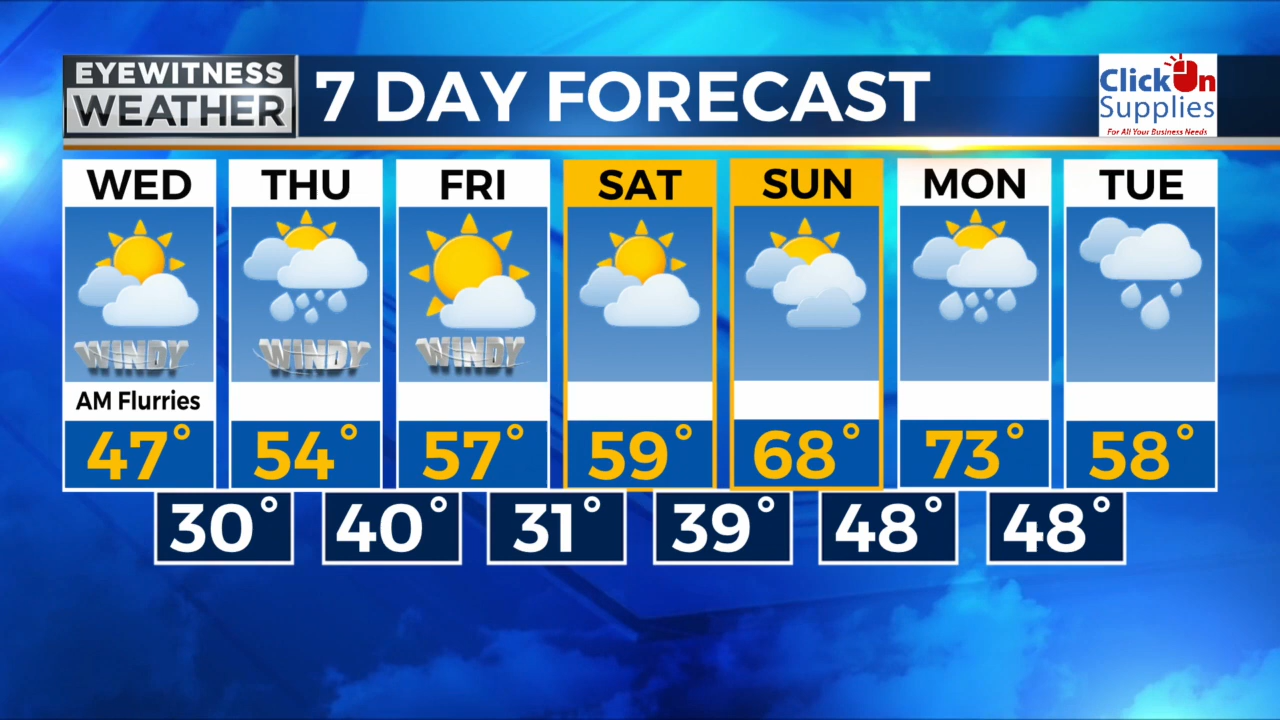 EYEWITNESS
WEATHER
7 DAY FORECAST
ClickOn
Supplies
For All Your Business Needs
WED THU FRI SAT SUN MON TUE
WINDY WINDY WINDY
AM Flurries
47° 54° 57° 59° 68° 73° 58°
30° 40° 31° 39° 48° 48°